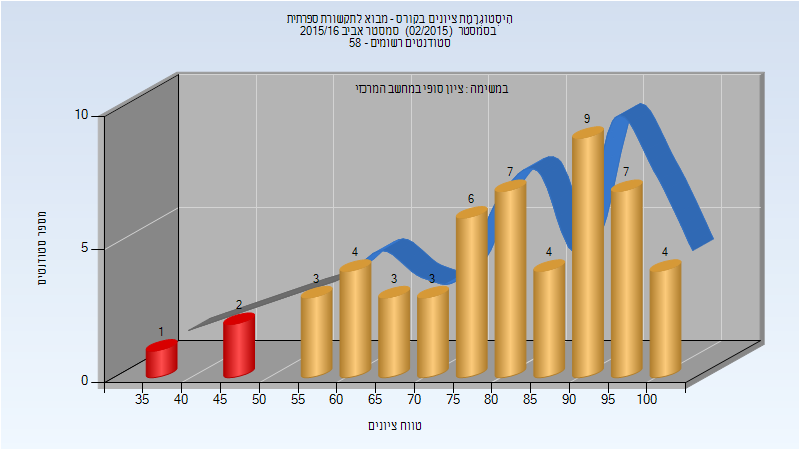 היסטוגרמת ציונים בקורס - מבוא לתקשורת ספרתית
בסמסטר (02/2015) סמסטר אביב 2015/16
סטודנטים רשומים - 58
במשימה : ציון סופי במחשב המרכזי
10
5
0
מספר סטודנטים
1
2
3
4
3
3
6
7
4
9
7
4
35 40 45 50 55 60 65 70 75 80 85 90 95 100
טווח ציונים